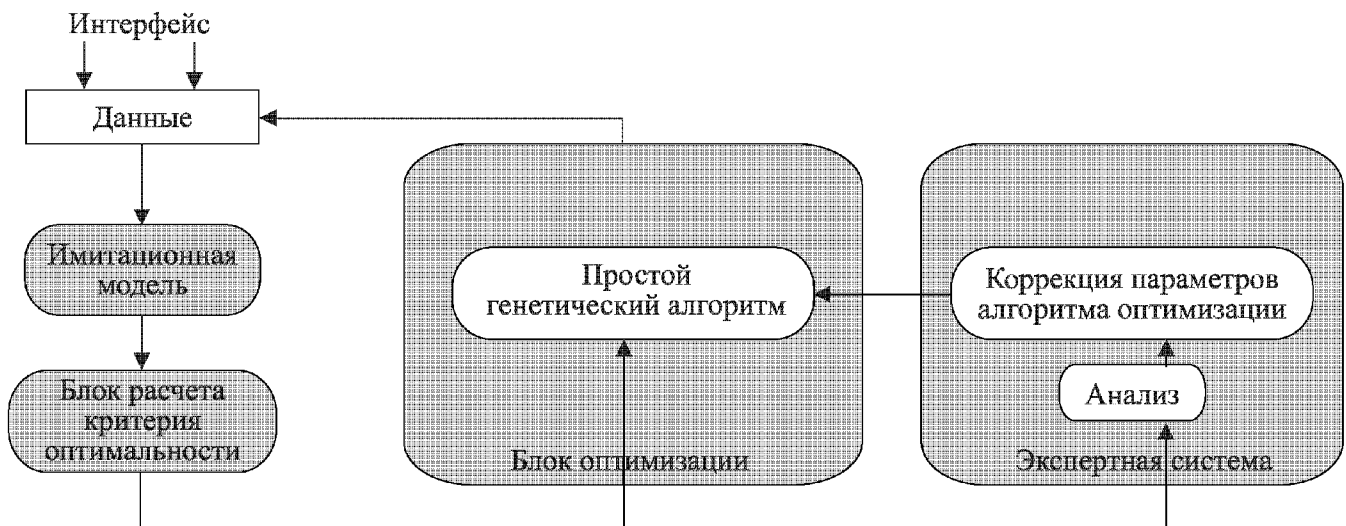 Интерфейс
Данные
Имитационная
модель
Блок расчета
критерия
оптимальности
Простой
генетический алгоритм
Блок оптимизации
Коррекция параметров
алгоритма оптимизации
Анализ
Экспертная система